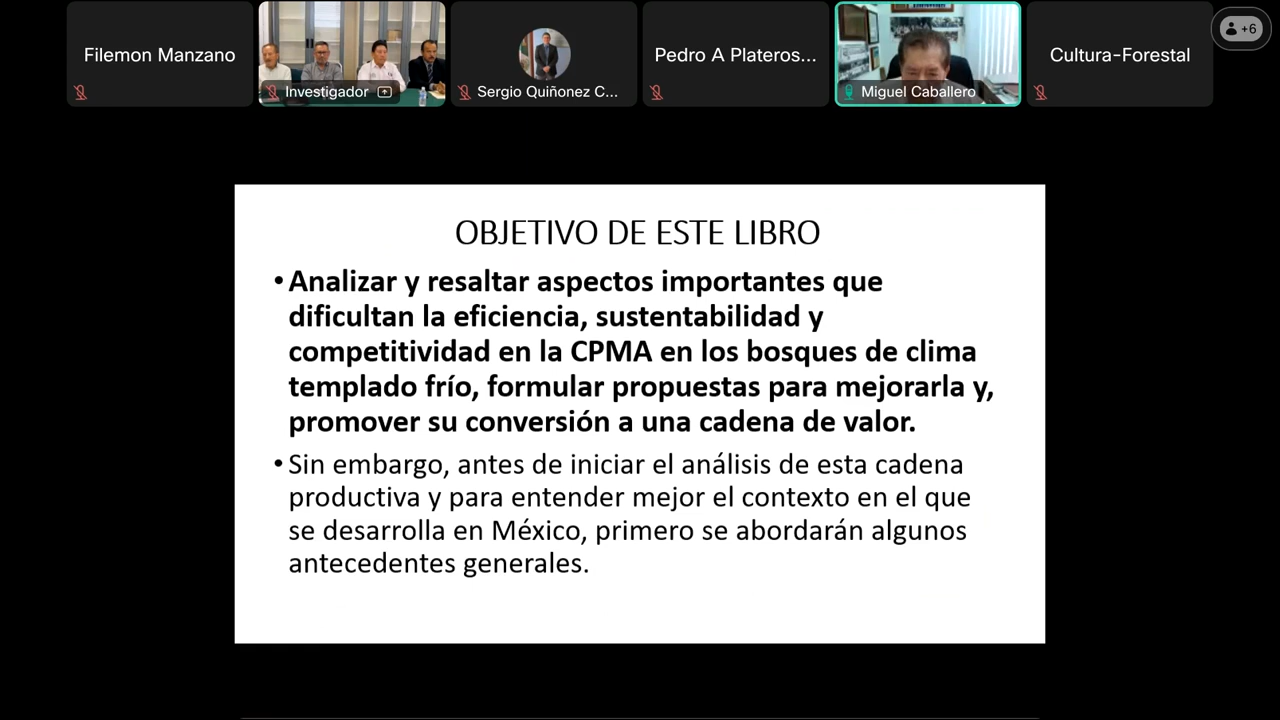 Filemon Manzano
Investigador
Sergio Quiñonez C...
Pedro A Plateros...
Miguel Caballero
Cultura-Forestal
+6
OBJETIVO DE ESTE LIBRO
• Analizar y resaltar aspectos importantes que
dificultan la eficiencia, sustentabilidad y
competitividad en la CPMA en los bosques de clima
templado frío, formular propuestas para mejorarla y,
promover su conversión a una cadena de valor.
• Sin embargo, antes de iniciar el análisis de esta cadena
productiva y para entender mejor el contexto en el que
se desarrolla en México, primero se abordarán algunos
antecedentes generales.